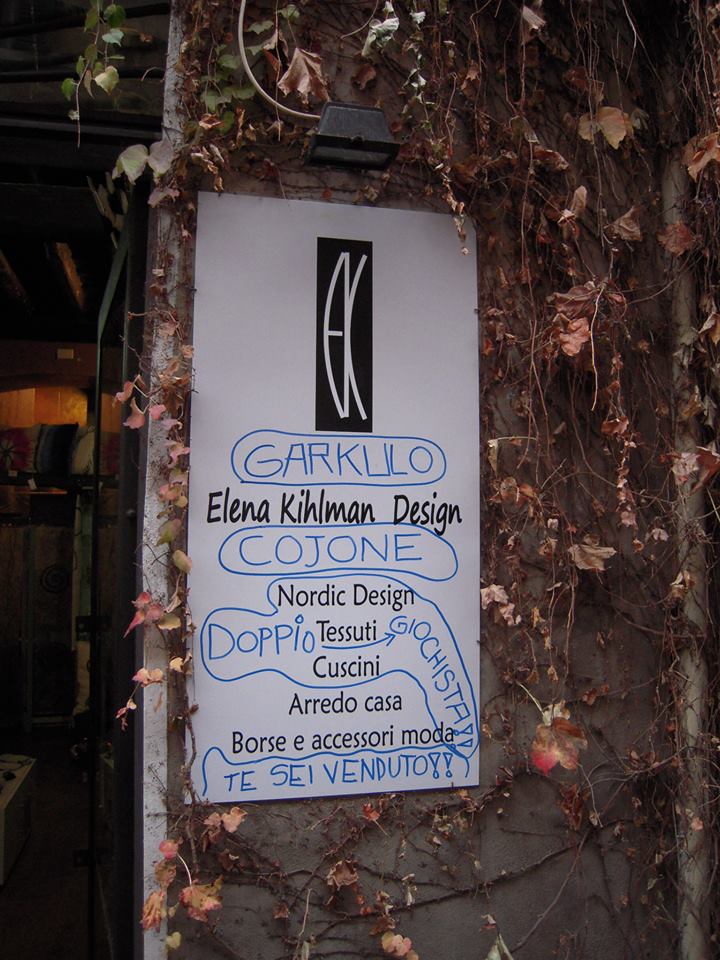 EK
GARKULO
Elena Kihlman Design
COJONE
Nordic Design
DOPPiO Tessuti GIOCHISTA!!
Cuscini
Arredo casa
Borse e accessori moda
TE SEI VENDUTO!!